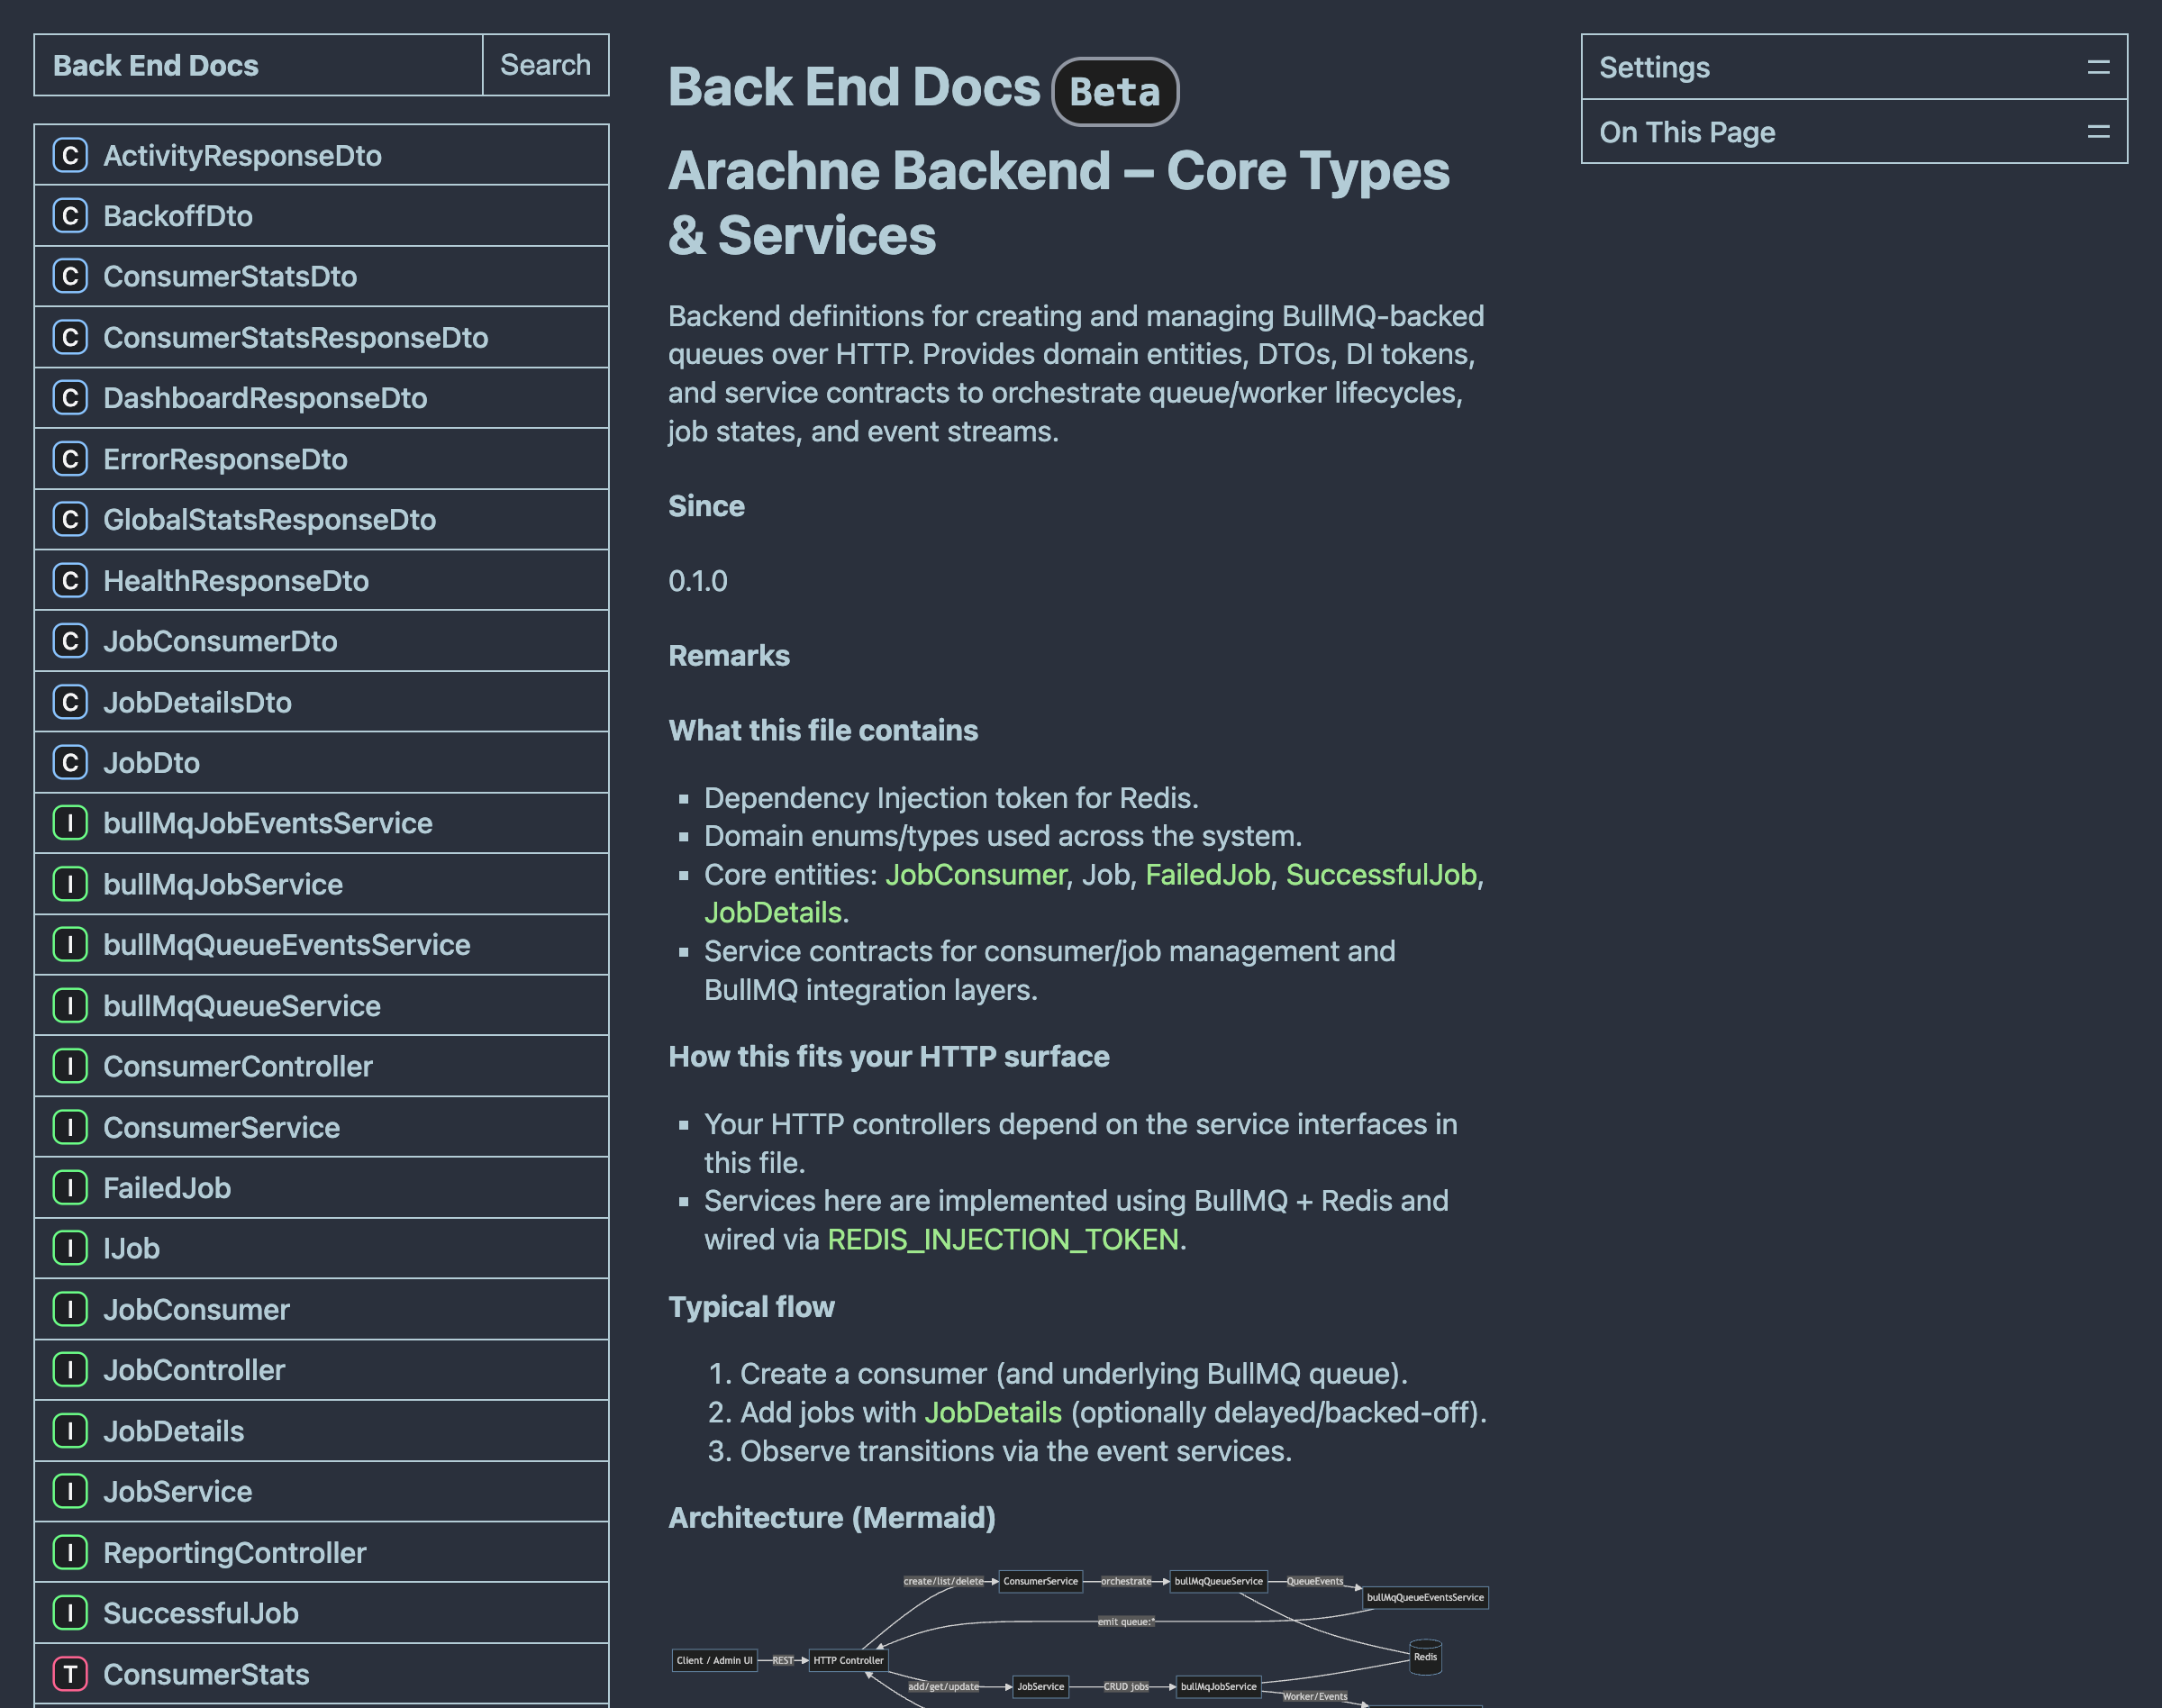 Back End Docs
Search
C ActivityResponseDto
C BackoffDto
C ConsumerStatsDto
C ConsumerStatsResponseDto
C DashboardResponseDto
C ErrorResponseDto
C GlobalStatsResponseDto
C HealthResponseDto
C JobConsumerDto
C JobDetailsDto
C JobDto
I bullMqJobEventsService
I bullMqJobService
I bullMqQueueEventsService
I bullMqQueueService
I ConsumerController
I ConsumerService
I FailedJob
I IJob
I JobConsumer
I JobController
I JobDetails
I JobService
I ReportingController
I SuccessfulJob
T ConsumerStats
Back End Docs Beta
Arachne Backend – Core Types
& Services
Backend definitions for creating and managing BullMQ-backed
queues over HTTP. Provides domain entities, DTOs, DI tokens,
and service contracts to orchestrate queue/worker lifecycles,
job states, and event streams.
Since
0.1.0
Remarks
What this file contains
▪ Dependency Injection token for Redis.
▪ Domain enums/types used across the system.
▪ Core entities: JobConsumer, Job, FailedJob, SuccessfulJob,
JobDetails.
▪ Service contracts for consumer/job management and
BullMQ integration layers.
How this fits your HTTP surface
▪ Your HTTP controllers depend on the service interfaces in
this file.
▪ Services here are implemented using BullMQ + Redis and
wired via REDIS_INJECTION_TOKEN.
Typical flow
1. Create a consumer (and underlying BullMQ queue).
2. Add jobs with JobDetails (optionally delayed/backed-off).
3. Observe transitions via the event services.
Architecture (Mermaid)
create/list/delete
ConsumerService
orchestrate
bullMqQueueService
QueueEvents
bullMqQueueEventsService
emit queue:*
Client / Admin UI
REST
HTTP Controller
Redis
add/get/update
JobService
CRUD jobs
bullMqJobService
Worker/Events
Settings
On This Page